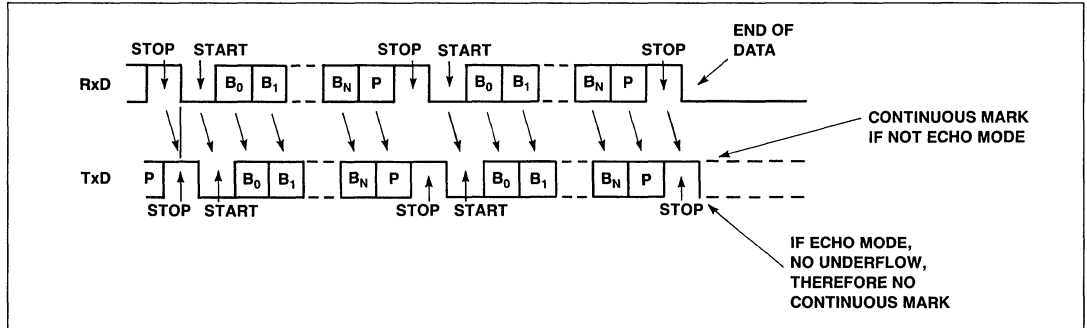 END OF
DATA
STOP START STOP START STOP
RxD B0 B1 BN P B0 B1 BN P
CONTINUOUS MARK
IF NOT ECHO MODE
TxD P B0 B1 BN P B0 B1 BN P
STOP START STOP START STOP
IF ECHO MODE,
NO UNDERFLOW,
THEREFORE NO
CONTINUOUS MARK